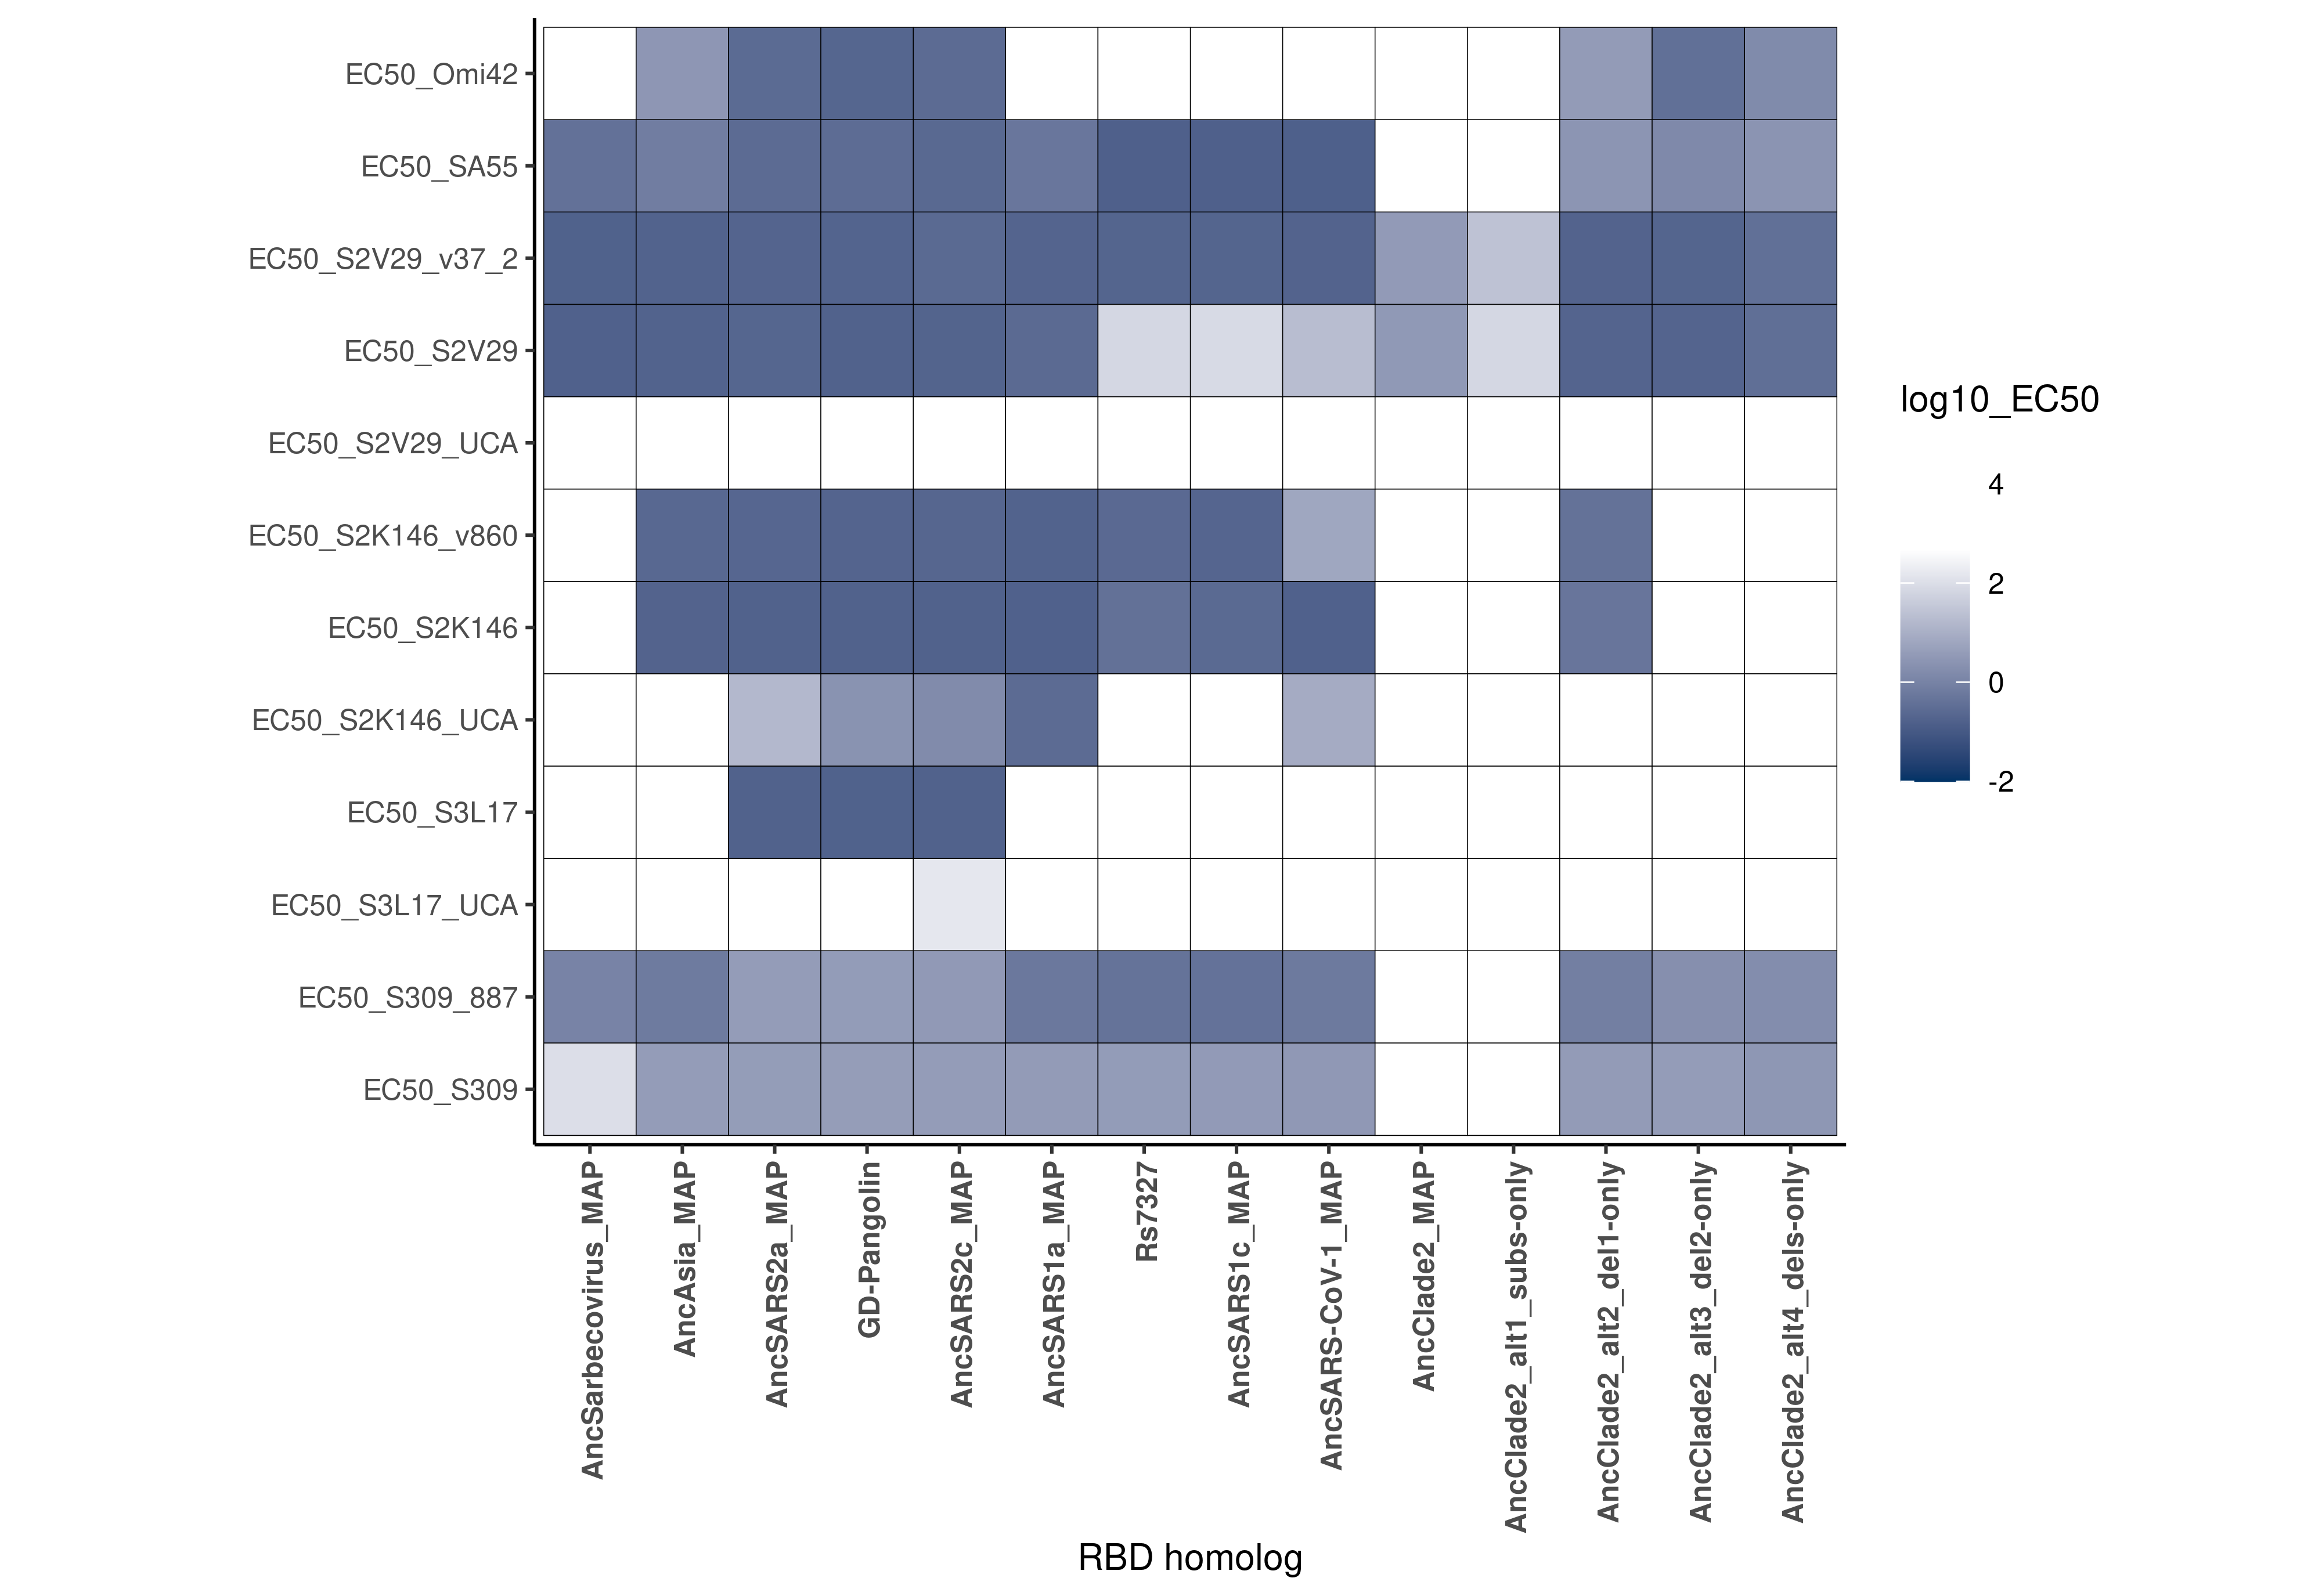 EC50_Omi42
EC50_SA55
EC50_S2V29_v37_2
EC50_S2V29
EC50_S2V29_UCA
EC50_S2K146_v860
EC50_S2K146
EC50_S2K146_UCA
EC50_S3L17
EC50_S3L17_UCA
EC50_S309_887
EC50_S309
AncSarbecovirus_MAP
AncAsia_MAP
AncSARS2a_MAP
GD-Pangolin
AncSARS2c_MAP
AncSARS1a_MAP
Rs7327
AncSARS1c_MAP
AncSARS-CoV-1_MAP
AncClade2_MAP
AncClade2_alt1_subs-only
AncClade2_alt2_del1-only
AncClade2_alt3_del2-only
AncClade2_alt4_dels-only
RBD homolog
log10_EC50
4
2
0
-2